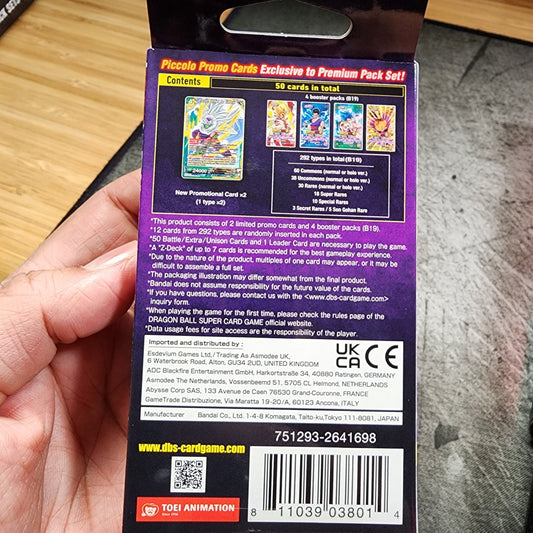 Piccolo Promo Cards Exclusive to Premium Pack Set!
Contents
50 cards in total
4 booster packs (B19)
New Promotional Card ×2
(1 type ×2)
292 types in total(B19)
60 Commons (normal or holo ver.)
38 Uncommons (normal or holo ver.)
30 Rares (normal or holo ver.)
18 Super Rares
10 Special Rares
3 Secret Rares / 5 Son Gohan Rare
*This product consists of 2 limited promo cards and 4 booster packs (B19).
*12 cards from 292 types are randomly inserted in each pack.
*50 Battle/Extra/Unison Cards and 1 Leader Card are necessary to play the game.
*A "Z-Deck" of up to 7 cards is recommended for the best gameplay experience.
*Due to the nature of the product, multiples of one card may appear, or it may be
difficult to assemble a full set.
*The packaging illustration may differ somewhat from the final product.
*Bandai does not assume responsibility for the future value of the cards.
*If you have questions, please contact us via the <www.dbs-cardgame.com>
inquiry form.
*When playing the game for the first time, please check the rules page of the
DRAGON BALL SUPER CARD GAME official website.
*Data usage fees for site access are the responsibility of the player.
Imported and distributed by :
Esdevium Games Ltd./ Trading As Asmodee UK,
6 Waterbrook Road, Alton, GU34 2UD, UNITED KINGDOM
ADC Blackfire Entertainment GmbH, Harkortstraße 34, 40880 Ratingen, GERMANY
Asmodee The Netherlands, Vossenbeemd 51, 5705 CL Helmond, NETHERLANDS
Abysse Corp SAS, 133 Avenue de Caen 76530 Grand-Couronne, FRANCE
GameTrade Distribuzione, Via Maratta 19-20/A, 60123 Ancona, ITALY
UK
CA CE
Manufacturer Bandai Co., Ltd. 1-4-8 Komagata, Taito-ku,Tokyo 111-8081, JAPAN
751293-2641698
www.dbs-cardgame.com
TOEI ANIMATION
8 11039 03801 4